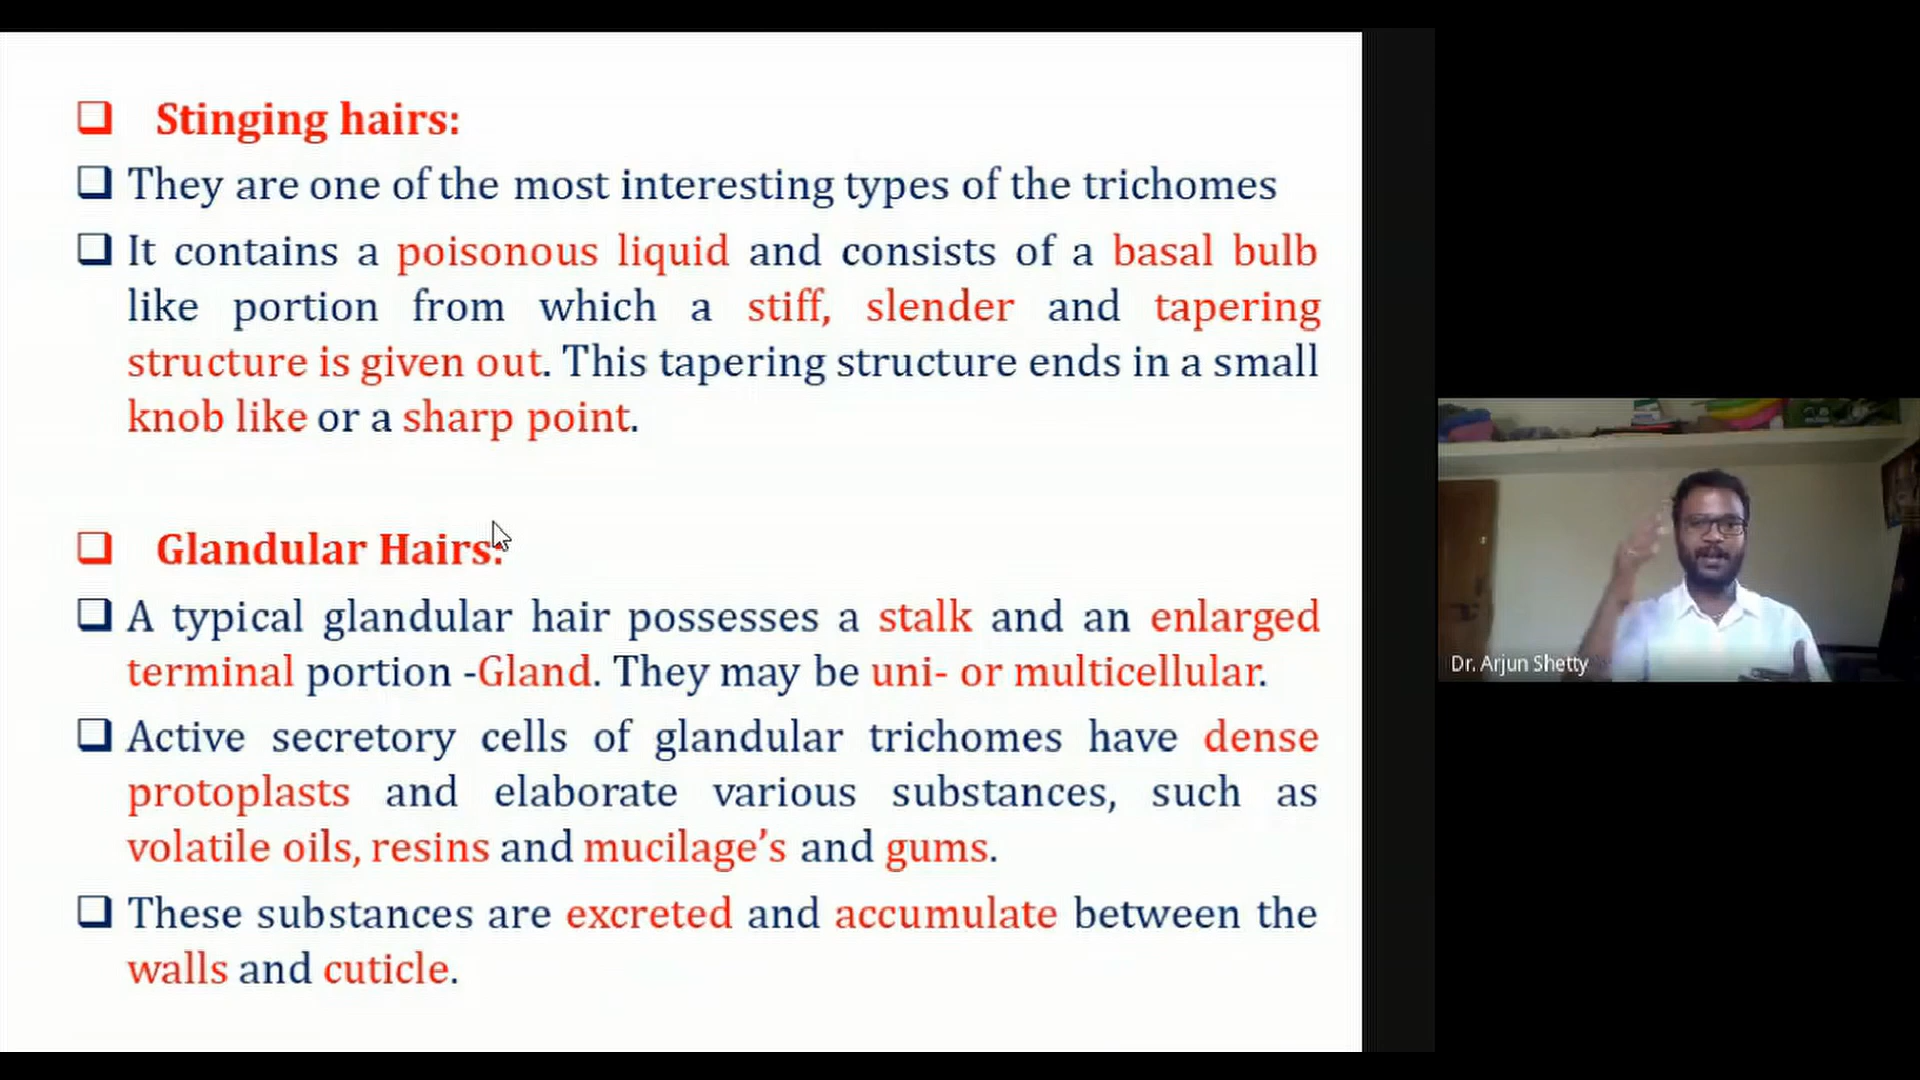 Stinging hairs:
They are one of the most interesting types of the trichomes
It contains a poisonous liquid and consists of a basal bulb
like portion from which a stiff, slender and tapering
structure is given out. This tapering structure ends in a small
knob like or a sharp point.
Glandular Hairs:
A typical glandular hair possesses a stalk and an enlarged
terminal portion -Gland. They may be uni- or multicellular.
Active secretory cells of glandular trichomes have dense
protoplasts and elaborate various substances, such as
volatile oils, resins and mucilage’s and gums.
These substances are excreted and accumulate between the
walls and cuticle.
Dr. Arjun Shetty